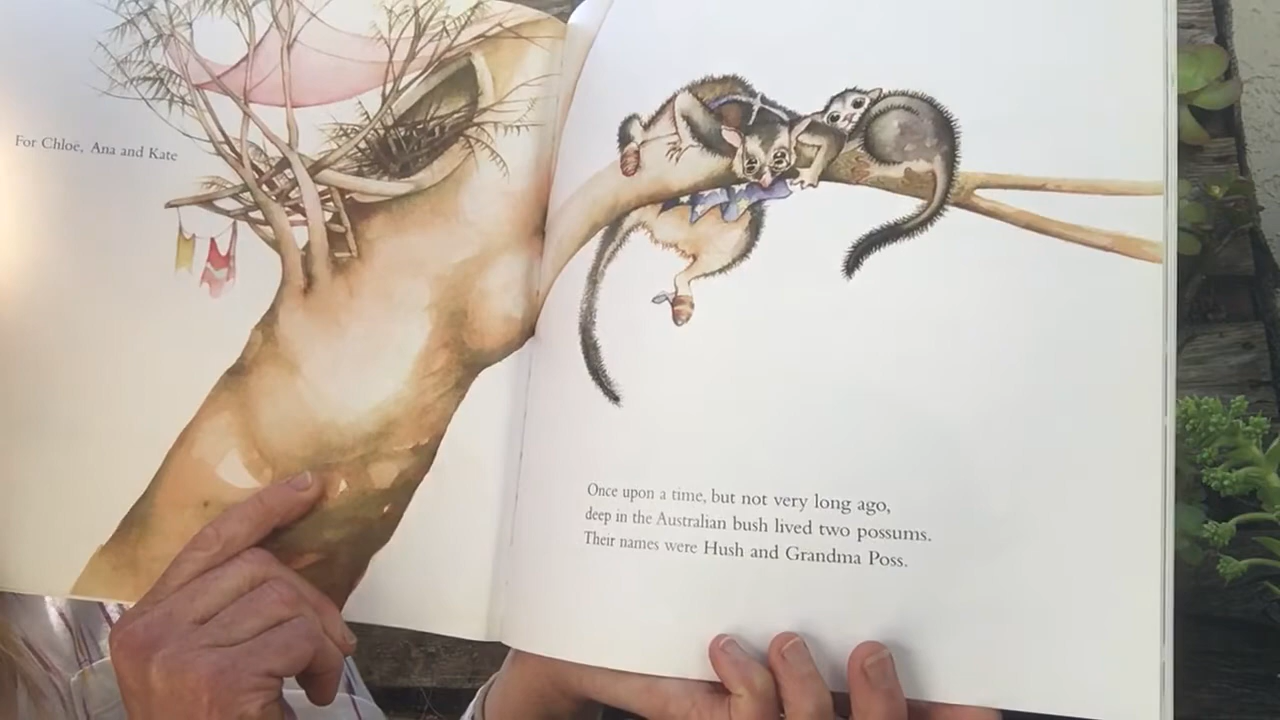 For Chloe, Ana and Kate
Once upon a time, but not very long ago,
deep in the Australian bush lived two possums.
Their names were Hush and Grandma Poss.